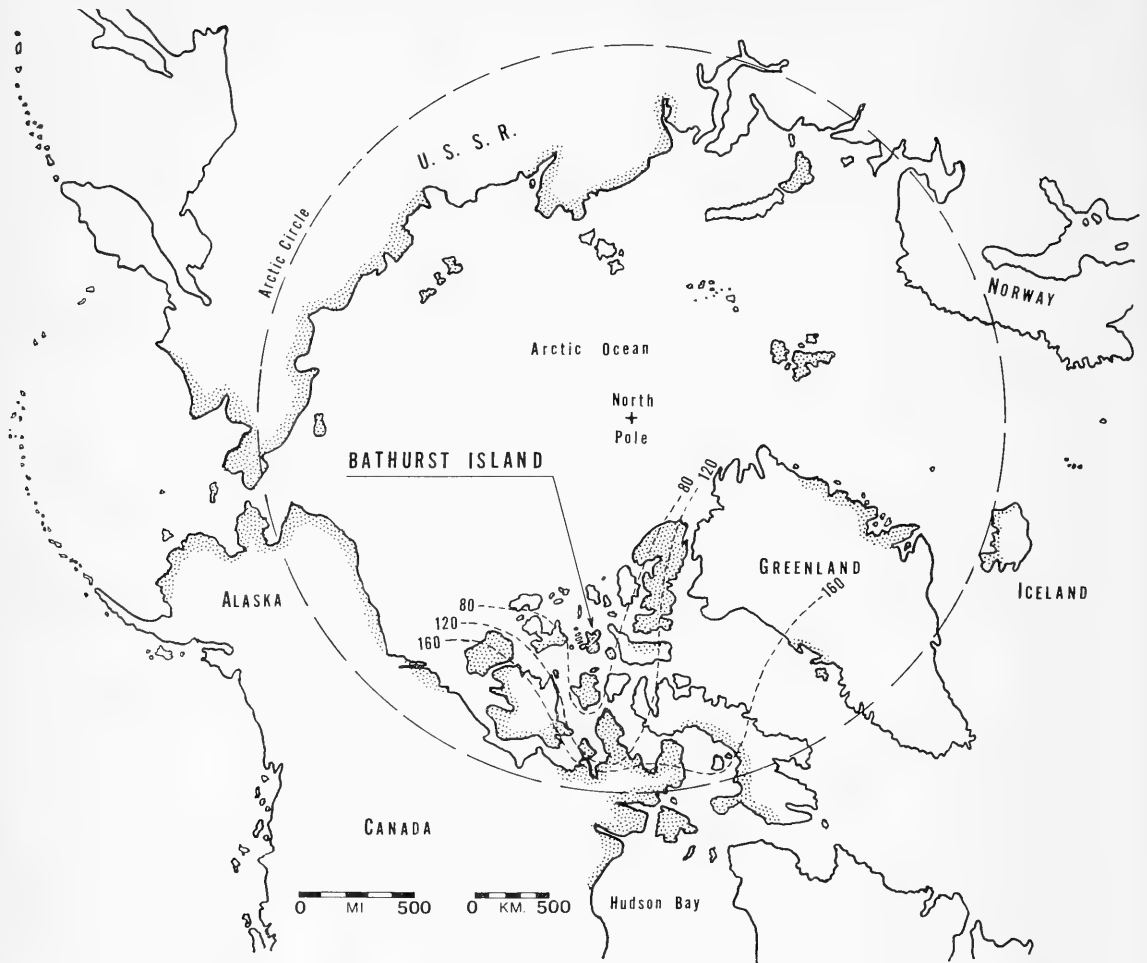 U. S. S. R.
Arctic Circle
NORWAY
Arctic Ocean
North
Pole
BATHURST ISLAND
80
120
GREENLAND
ICELAND
ALASKA
80
120
160
160
CANADA
0 MI 500
0 KM. 500
Hudson Bay